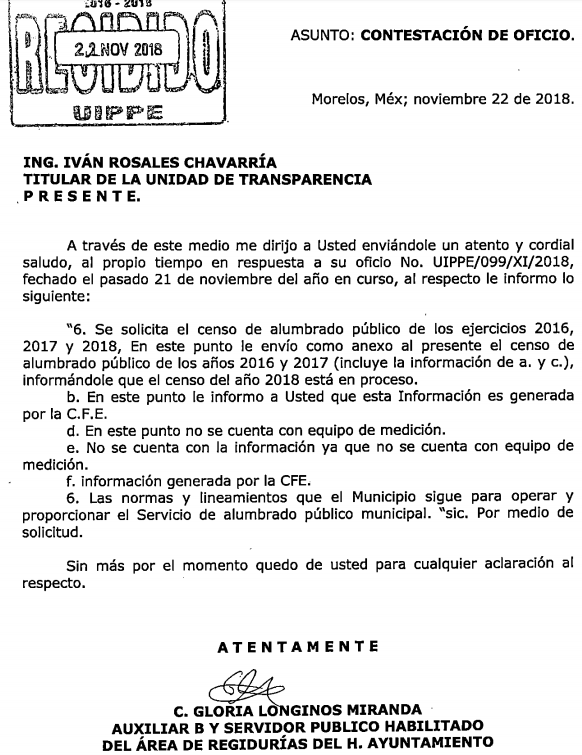 2016 - 2018
ASUNTO: CONTESTACIÓN DE OFICIO.
22 NOV 2018
RECIBIDO
UIPPE
Morelos, Méx; noviembre 22 de 2018.
ING. IVÁN ROSALES CHAVARRÍA
TITULAR DE LA UNIDAD DE TRANSPARENCIA
P R E S E N T E.
A través de este medio me dirijo a Usted enviándole un atento y cordial
saludo, al propio tiempo en respuesta a su oficio No. UIPPE/099/XI/2018,
fechado el pasado 21 de noviembre del año en curso, al respecto le informo lo
siguiente:
"6. Se solicita el censo de alumbrado público de los ejercicios 2016,
2017 y 2018, En este punto le envío como anexo al presente el censo de
alumbrado público de los años 2016 y 2017 (incluye la información de a. y c.),
informándole que el censo del año 2018 está en proceso.
b. En este punto le informo a Usted que esta Información es generada
por la C.F.E.
d. En este punto no se cuenta con equipo de medición.
e. No se cuenta con la información ya que no se cuenta con equipo de
medición.
f. información generada por la CFE.
6. Las normas y lineamientos que el Municipio sigue para operar y
proporcionar el Servicio de alumbrado público municipal. "sic. Por medio de
solicitud.
Sin más por el momento quedo de usted para cualquier aclaración al
respecto.
A T E N T A M E N T E
C. GLORIA LONGINOS MIRANDA
AUXILIAR B Y SERVIDOR PUBLICO HABILITADO
DEL ÁREA DE REGIDURÍAS DEL H. AYUNTAMIENTO